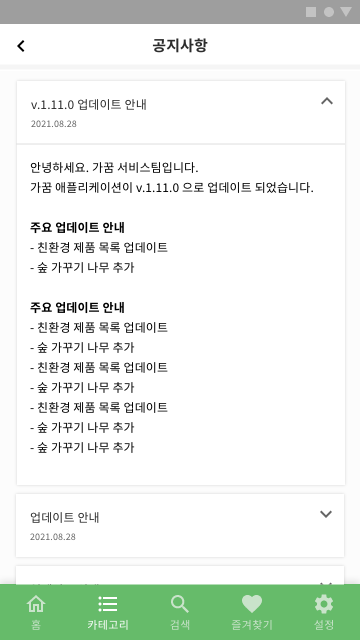 공지사항
v.1.11.0 업데이트 안내
2021.08.28
안녕하세요. 가꿈 서비스팀입니다.
가꿈 애플리케이션이 v.1.11.0 으로 업데이트 되었습니다.
주요 업데이트 안내
- 친환경 제품 목록 업데이트
- 숲 가꾸기 나무 추가
주요 업데이트 안내
- 친환경 제품 목록 업데이트
- 숲 가꾸기 나무 추가
- 친환경 제품 목록 업데이트
- 숲 가꾸기 나무 추가
- 친환경 제품 목록 업데이트
- 숲 가꾸기 나무 추가
- 숲 가꾸기 나무 추가
업데이트 안내
2021.08.28
홈 카테고리 검색 즐겨찾기 설정